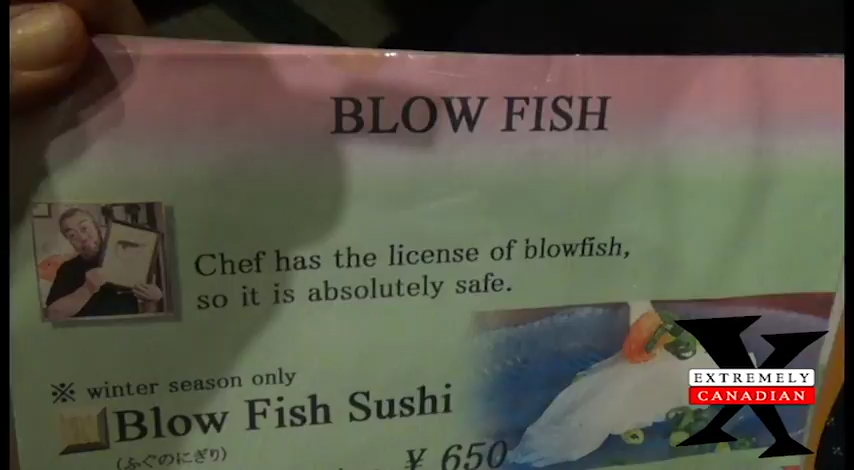 BLOW FISH
Chef has the license of blowfish,
so it is absolutely safe.
※ winter season only
Blow Fish Sushi
(ふぐのにぎり)
¥ 650
EXTREMELY
CANADIAN
X